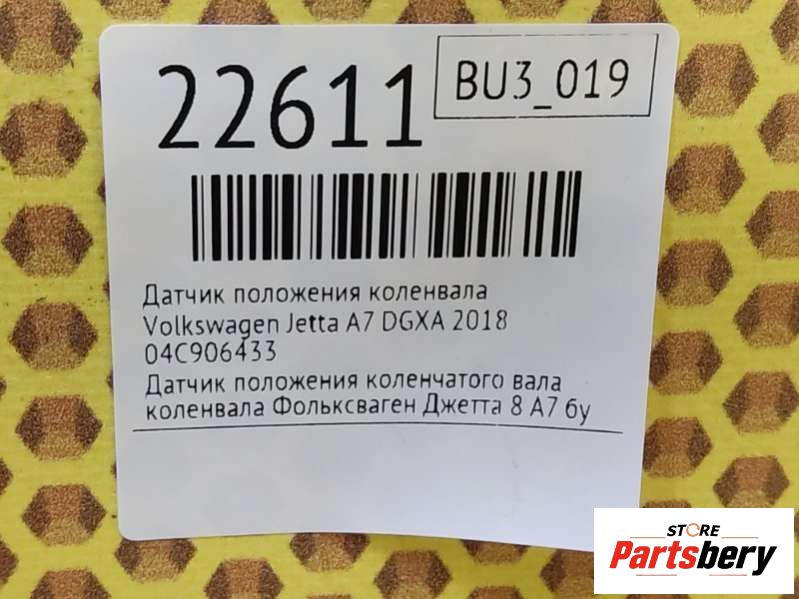 22611
BU3_019
Датчик положения коленвала
Volkswagen Jetta A7 DGXA 2018
04C906433
Датчик положения коленчатого вала
коленвала Фольксваген Джетта 8 А7 бу
STORE
Partsbery